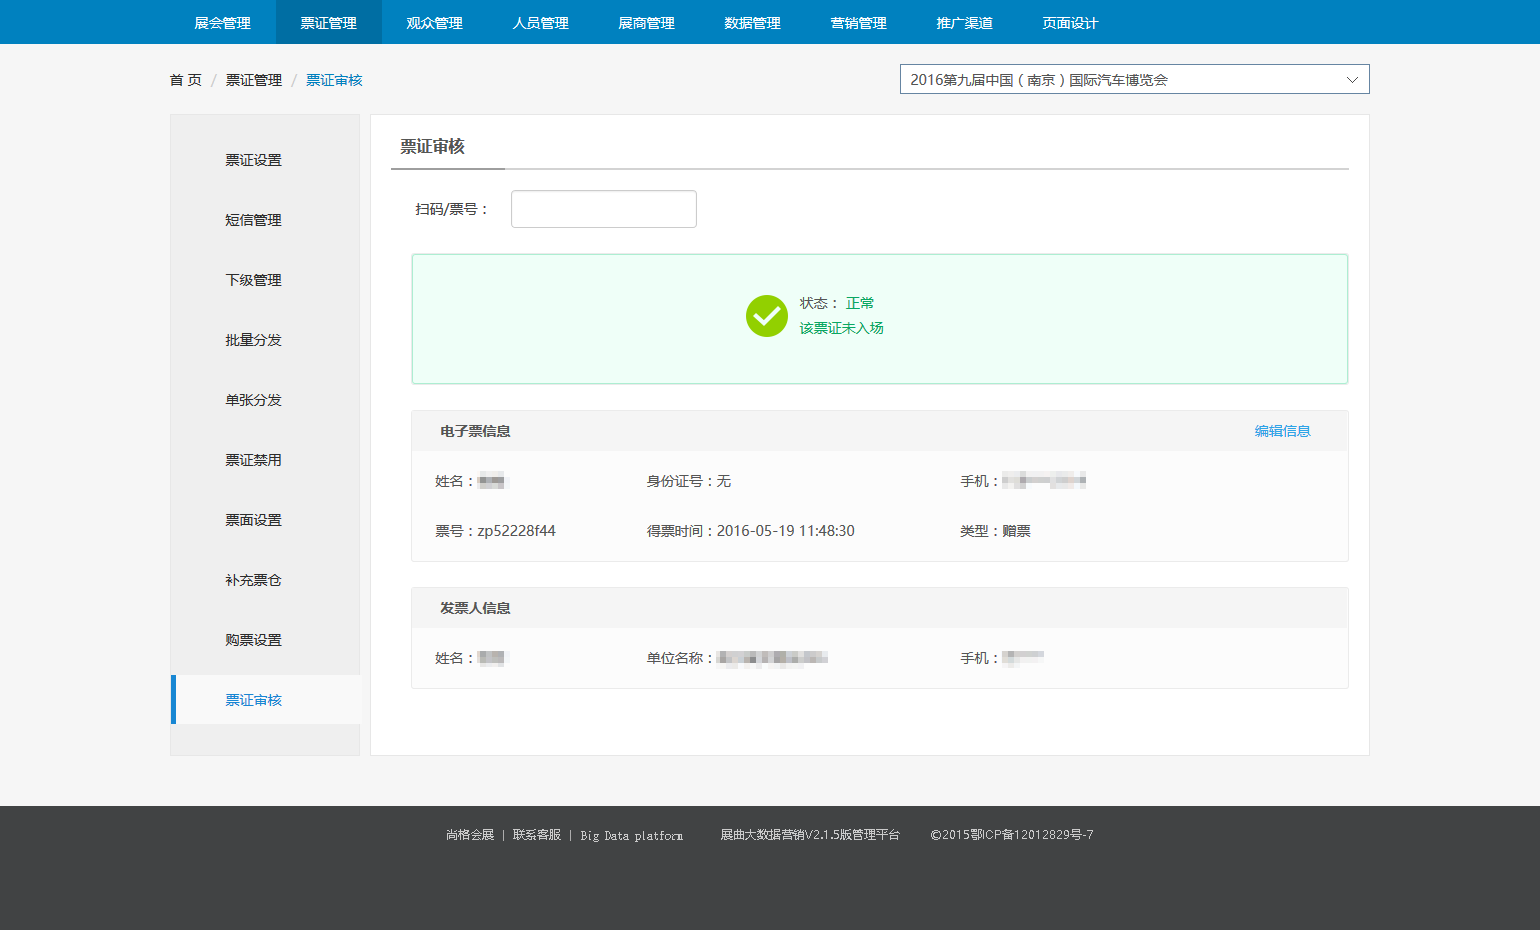 展会管理 票证管理 观众管理 人员管理 展商管理 数据管理 营销管理 推广渠道 页面设计
首 页 / 票证管理 / 票证审核
2016第九届中国（南京）国际汽车博览会
票证设置
短信管理
下级管理
批量分发
单张分发
票证禁用
票面设置
补充票仓
购票设置
票证审核
票证审核
扫码/票号：
状态： 正常
该票证未入场
电子票信息 编辑信息
姓名： 身份证号：无 手机：
票号：zp52228f44 得票时间：2016-05-19 11:48:30 类型：赠票
发票人信息
姓名： 单位名称： 手机：
尚格会展 | 联系客服 | Big Data platform 展曲大数据营销V2.1.5版管理平台 ©2015鄂ICP备12012829号-7